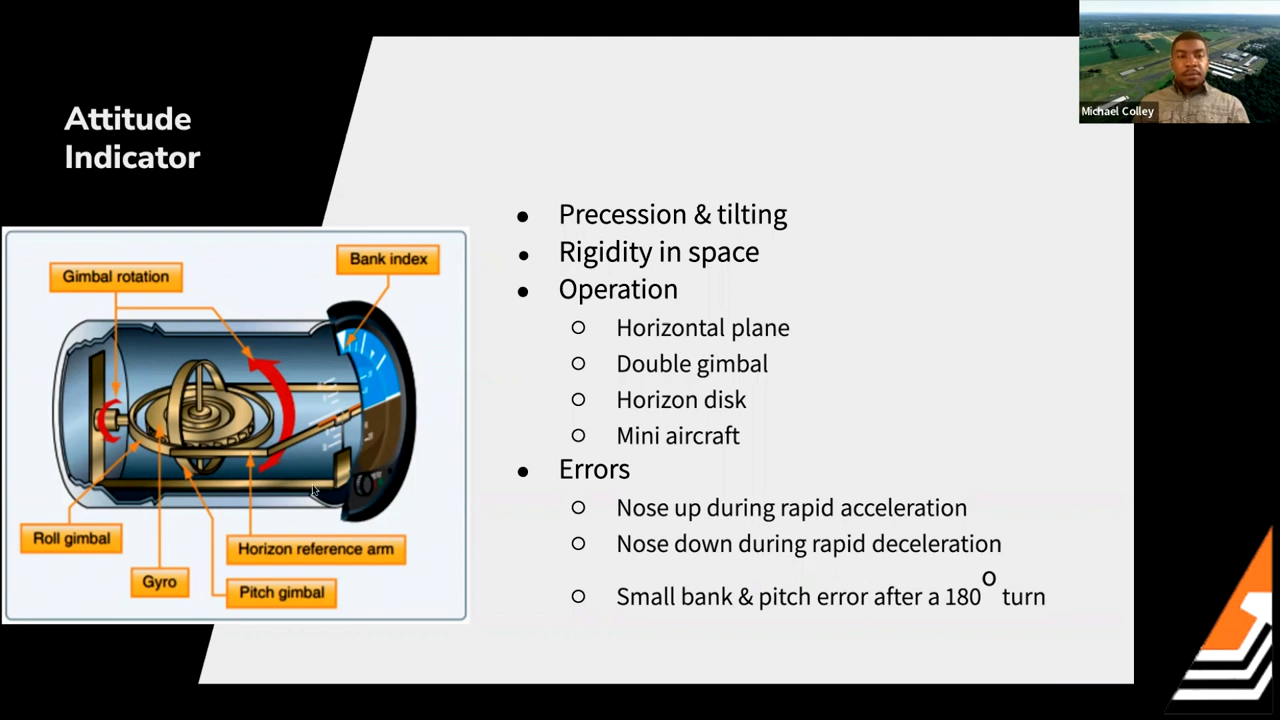 Attitude
Indicator
Michael Colley
Gimbal rotation
Bank index
Roll gimbal
Horizon reference arm
Gyro
Pitch gimbal
● Precession & tilting
● Rigidity in space
● Operation
○ Horizontal plane
○ Double gimbal
○ Horizon disk
○ Mini aircraft
● Errors
○ Nose up during rapid acceleration
○ Nose down during rapid deceleration
○ Small bank & pitch error after a 180° turn